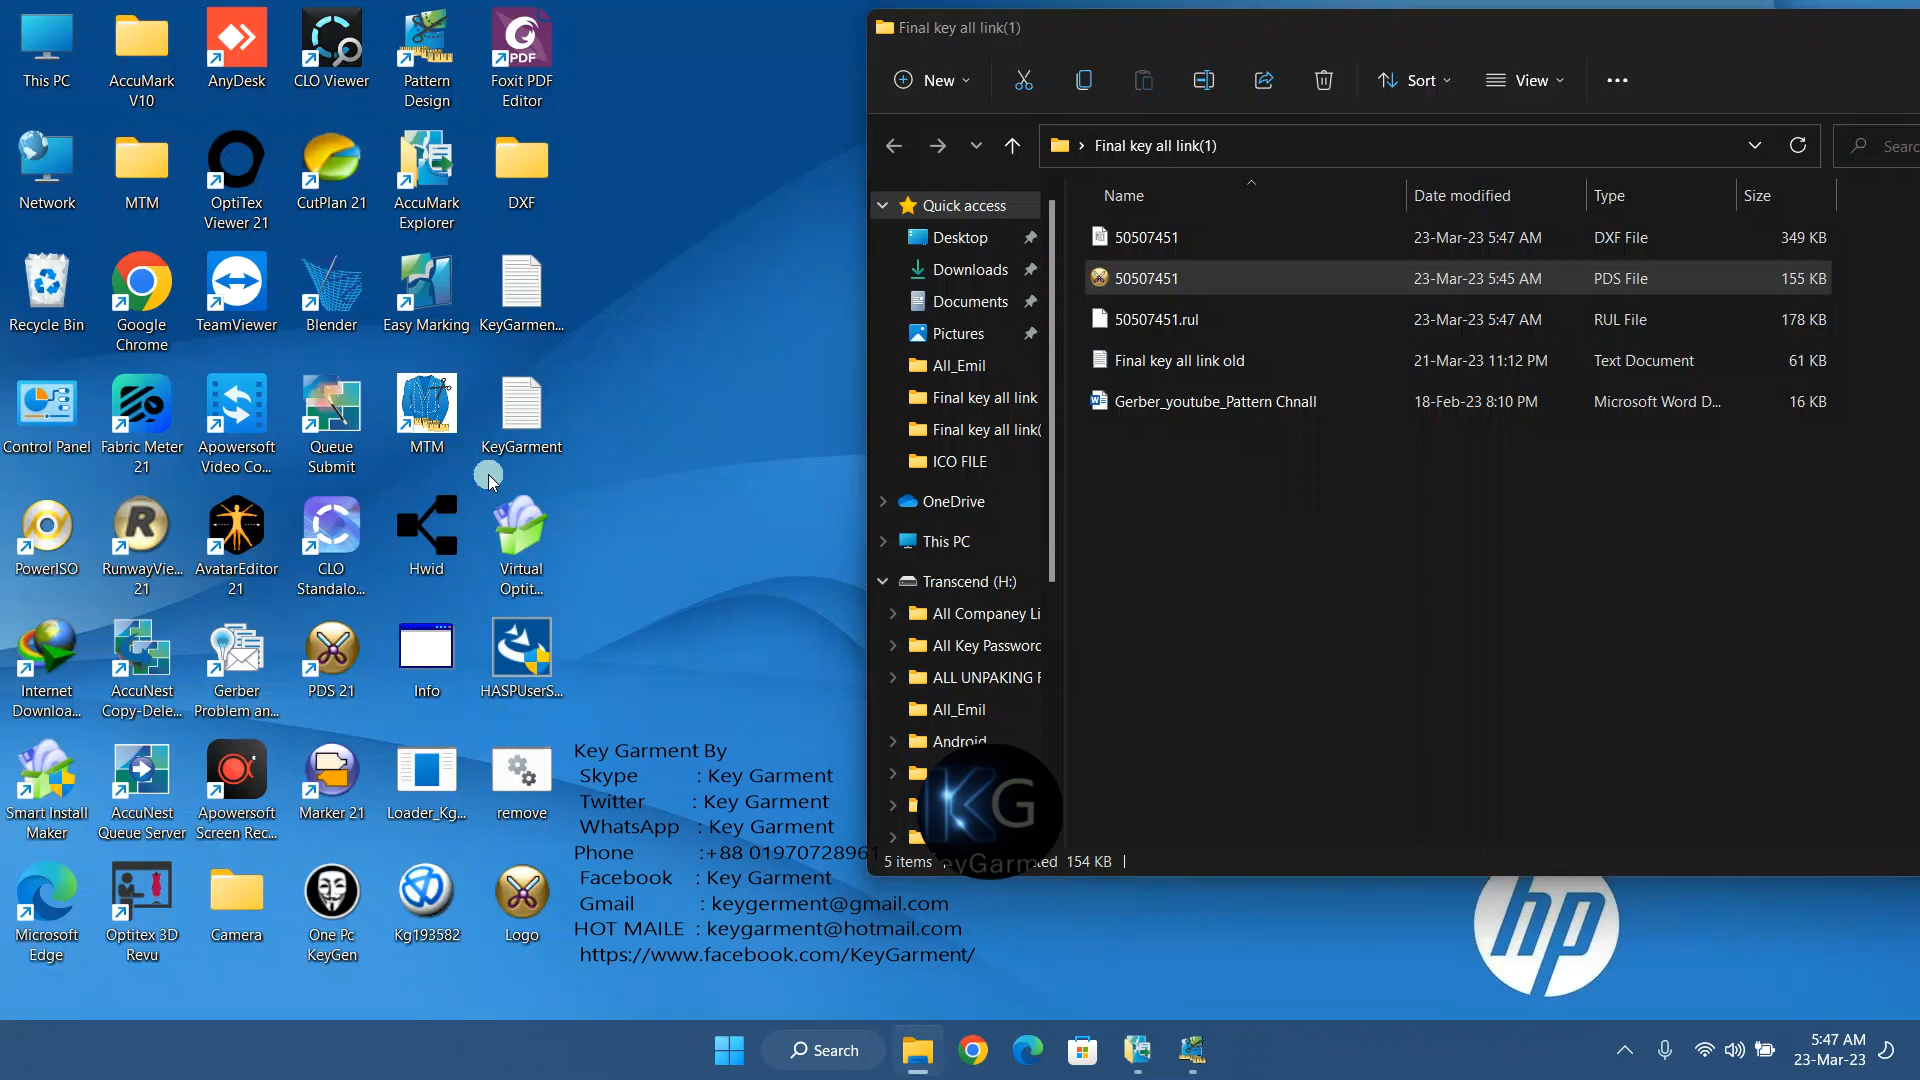 This PC
AccuMark
V10
AnyDesk
CLO Viewer
Pattern
Design
PDF
Foxit PDF
Editor
Network
MTM
OptiTex
Viewer 21
CutPlan 21
AccuMark
Explorer
DXF
Recycle Bin
Google
Chrome
TeamViewer
Blender
Easy Marking
KeyGarmen...
Control Panel
Fabric Meter
21
Apowersoft
Video Co...
Queue
Submit
MTM
KeyGarment
PowerISO
R
RunwayVie...
21
AvatarEditor
21
CLO
Standalo...
Hwid
Virtual
Optit...
Internet
Downloa...
AccuNest
Copy-Dele...
Gerber
Problem an...
PDS 21
Info
HASPUserS...
Smart Install
Maker
AccuNest
Queue Server
Apowersoft
Screen Rec...
Marker 21
Loader_Kg...
remove
Microsoft
Edge
Optitex 3D
Revu
Camera
One Pc
KeyGen
Kg193582
Logo
Key Garment By
Skype : Key Garment
Twitter : Key Garment
WhatsApp : Key Garment
Phone :+88 01970728961
Facebook : Key Garment
Gmail : keygerment@gmail.com
HOT MAILE : keygarment@hotmail.com
https://www.facebook.com/KeyGarment/
Final key all link(1)
New
Sort
View
Final key all link(1)
Searc
Name Date modified Type Size
50507451 23-Mar-23 5:47 AM DXF File 349 KB
50507451 23-Mar-23 5:45 AM PDS File 155 KB
50507451.rul 23-Mar-23 5:47 AM RUL File 178 KB
Final key all link old 21-Mar-23 11:12 PM Text Document 61 KB
Gerber_youtube_Pattern Chnall 18-Feb-23 8:10 PM Microsoft Word D... 16 KB
Quick access
Desktop
Downloads
Documents
Pictures
All_Emil
Final key all link
Final key all link(
ICO FILE
OneDrive
This PC
Transcend (H:)
All Companey Li
All Key Password
ALL UNPAKING F
All_Emil
Android
KG
KeyGarm
5 items
154 KB
hp
Search
5:47 AM
23-Mar-23